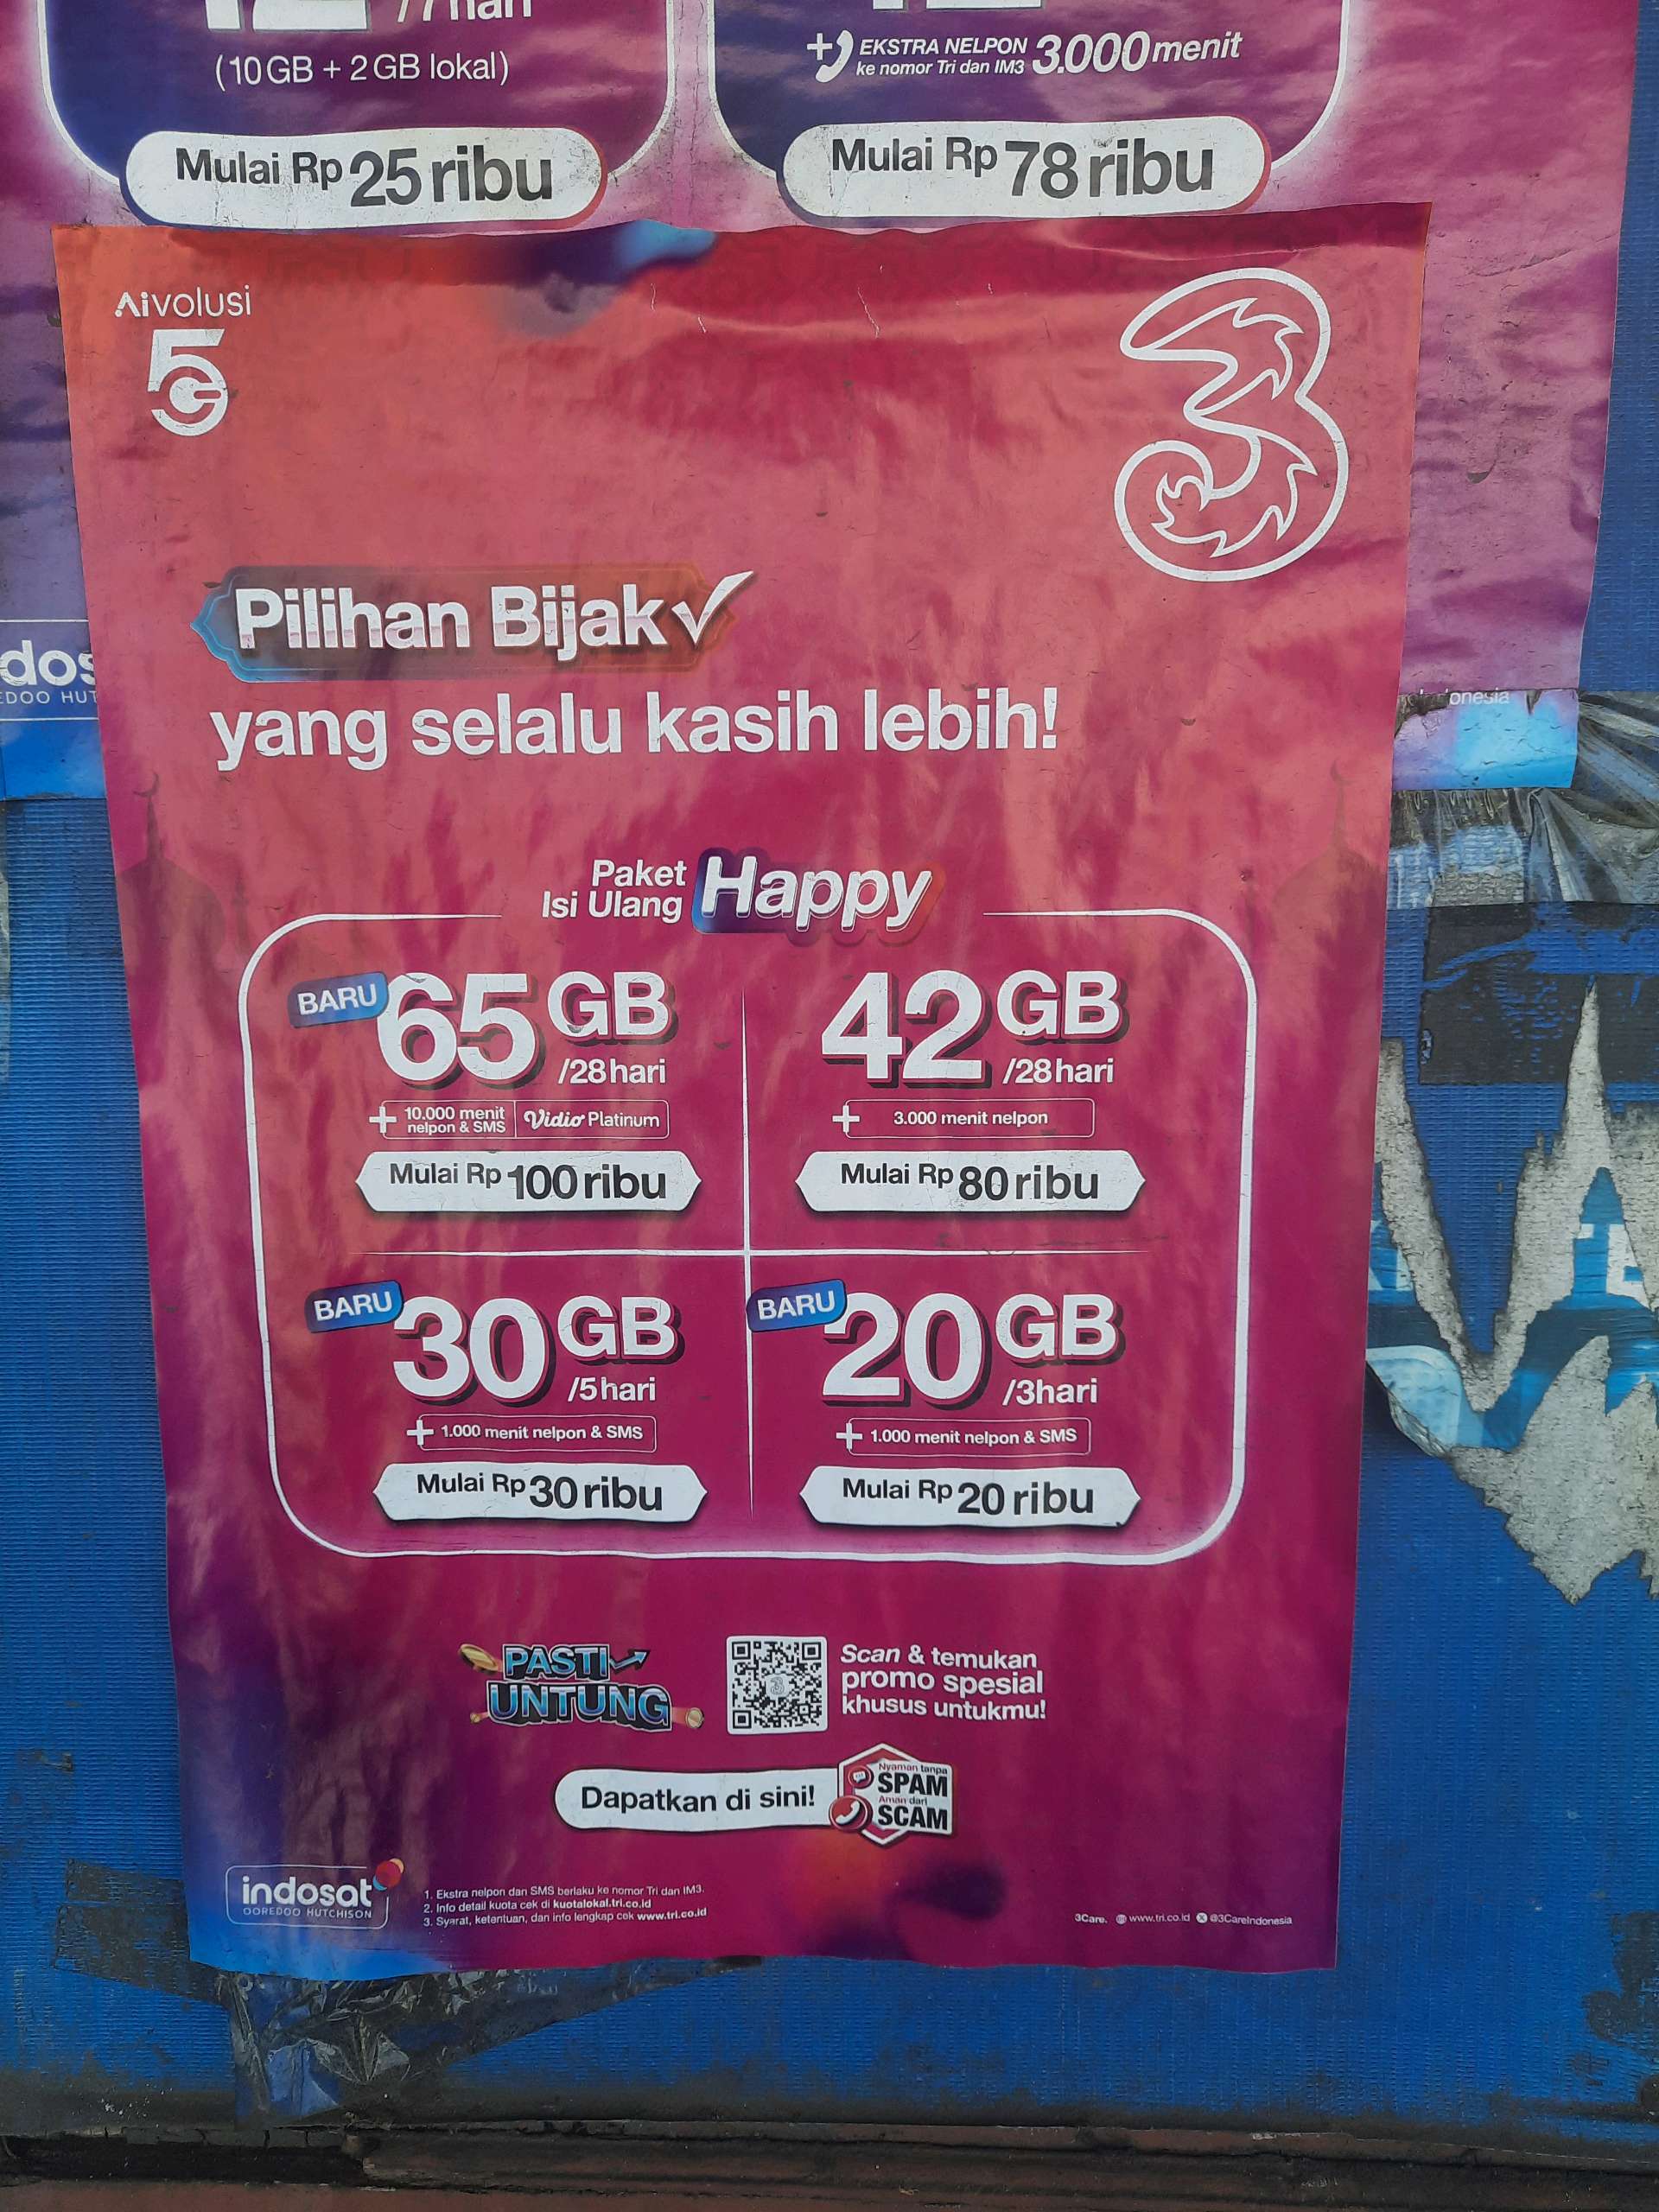 /7 hari
(10GB + 2GB lokal)
Mulai Rp 25 ribu
+ EKSTRA NELPON 3.000 menit
ke nomor Tri dan IM3
Mulai Rp 78 ribu
Aivolusi
5G
3
Pilihan Bijak
yang selalu kasih lebih!
Paket
Isi Ulang Happy
BARU 65 GB
/28 hari
+ 10.000 menit
nelpon & SMS
Vidio Platinum
Mulai Rp 100 ribu
42 GB
/28 hari
+ 3.000 menit nelpon
Mulai Rp 80 ribu
BARU 30 GB
/5 hari
+ 1.000 menit nelpon & SMS
Mulai Rp 30 ribu
BARU 20 GB
/3hari
+ 1.000 menit nelpon & SMS
Mulai Rp 20 ribu
PASTI
UNTUNG
Scan & temukan
promo spesial
khusus untukmu!
Dapatkan di sini!
Nyaman tanpa
SPAM
Aman dari
SCAM
indosat
OOREDOO HUTCHISON
1. Ekstra nelpon dan SMS berlaku ke nomor Tri dan IM3.
2. Info detail kuota cek di kuotalokal.tri.co.id
3. Syarat, ketentuan, dan info lengkap cek www.tri.co.id
3Care. www.tri.co.id @3CareIndonesia